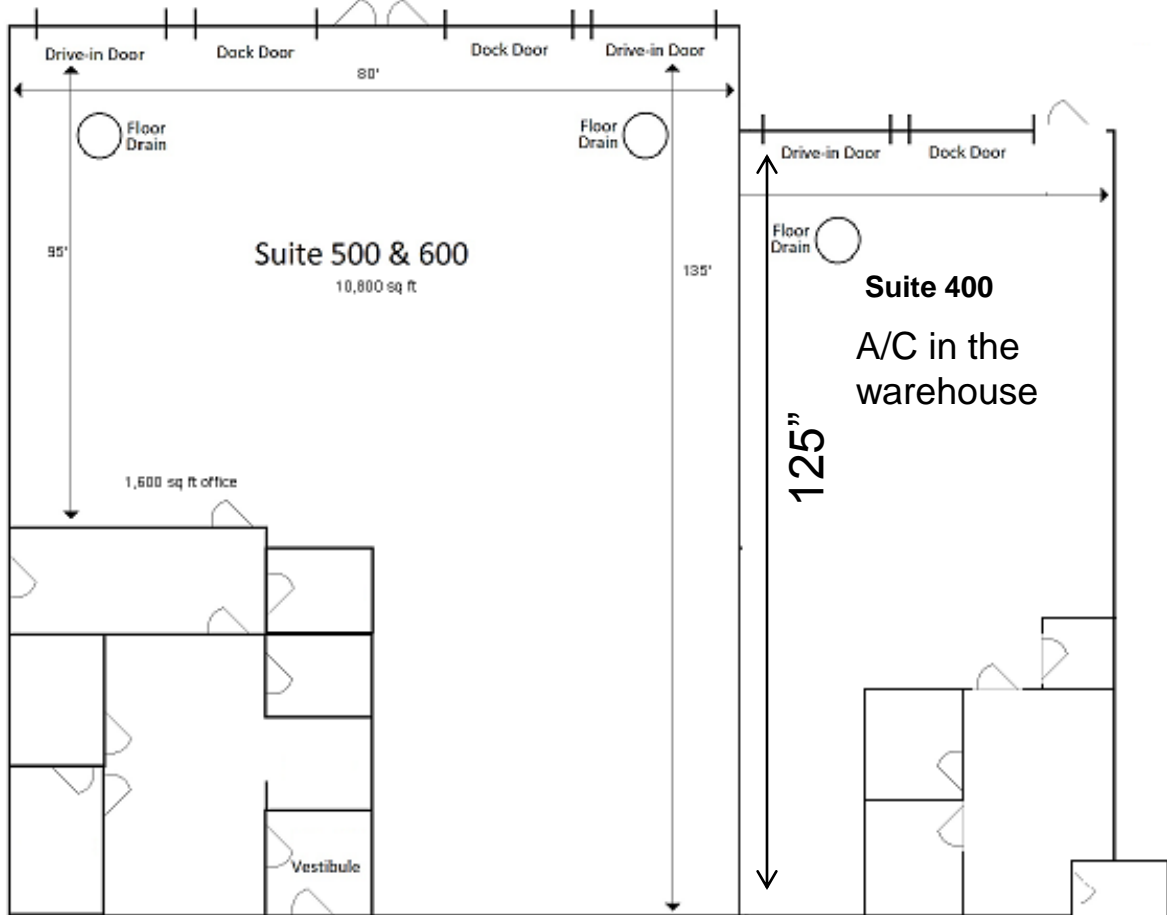 Drive-in Door
Dock Door
Dock Door
Drive-in Door
80'
Floor
Drain
Floor
Drain
Drive-in Door
Dock Door
95'
Suite 500 & 600
10,800 sq ft
135'
Floor
Drain
Suite 400
A/C in the
warehouse
125”
1,600 sq ft office
Vestibule